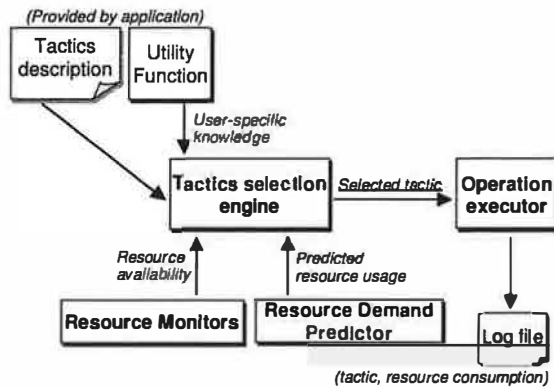 (Provided by application)
Tactics
description
Utility
Function
User-specific
knowledge
Tactics selection
engine
Selected tactic
Operation
executor
Resource
availability
Predicted
resource usage
Resource Monitors
Resource Demand
Predictor
Log file
(tactic, resource consumption)